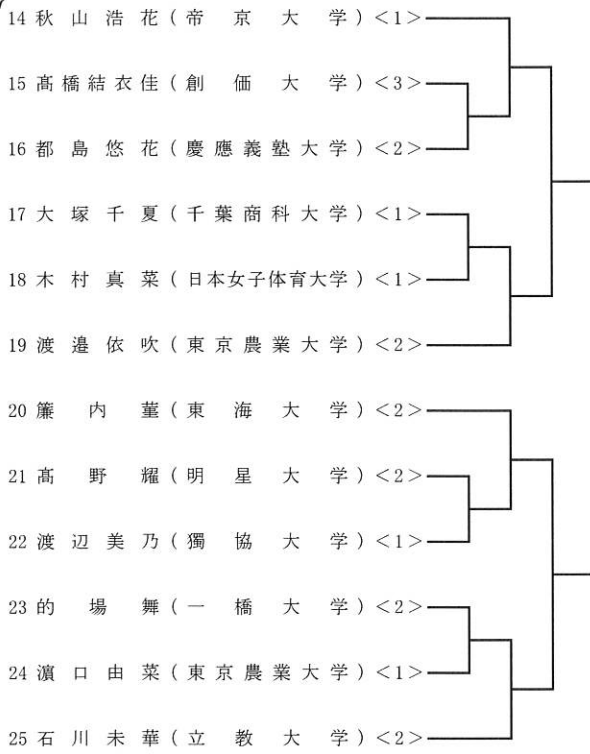 14 秋山浩花(帝京大学)<1>
15 髙橋結衣佳(創価大学)<3>
16 都島悠花(慶應義塾大学)<2>
17 大塚千夏(千葉商科大学)<1>
18 木村真菜(日本女子体育大学)<1>
19 渡邉依吹(東京農業大学)<2>
20 簾内菫(東海大学)<2>
21 髙野耀(明星大学)<2>
22 渡辺美乃(獨協大学)<1>
23 的場舞(一橋大学)<2>
24 濵口由菜(東京農業大学)<1>
25 石川未華(立教大学)<2>